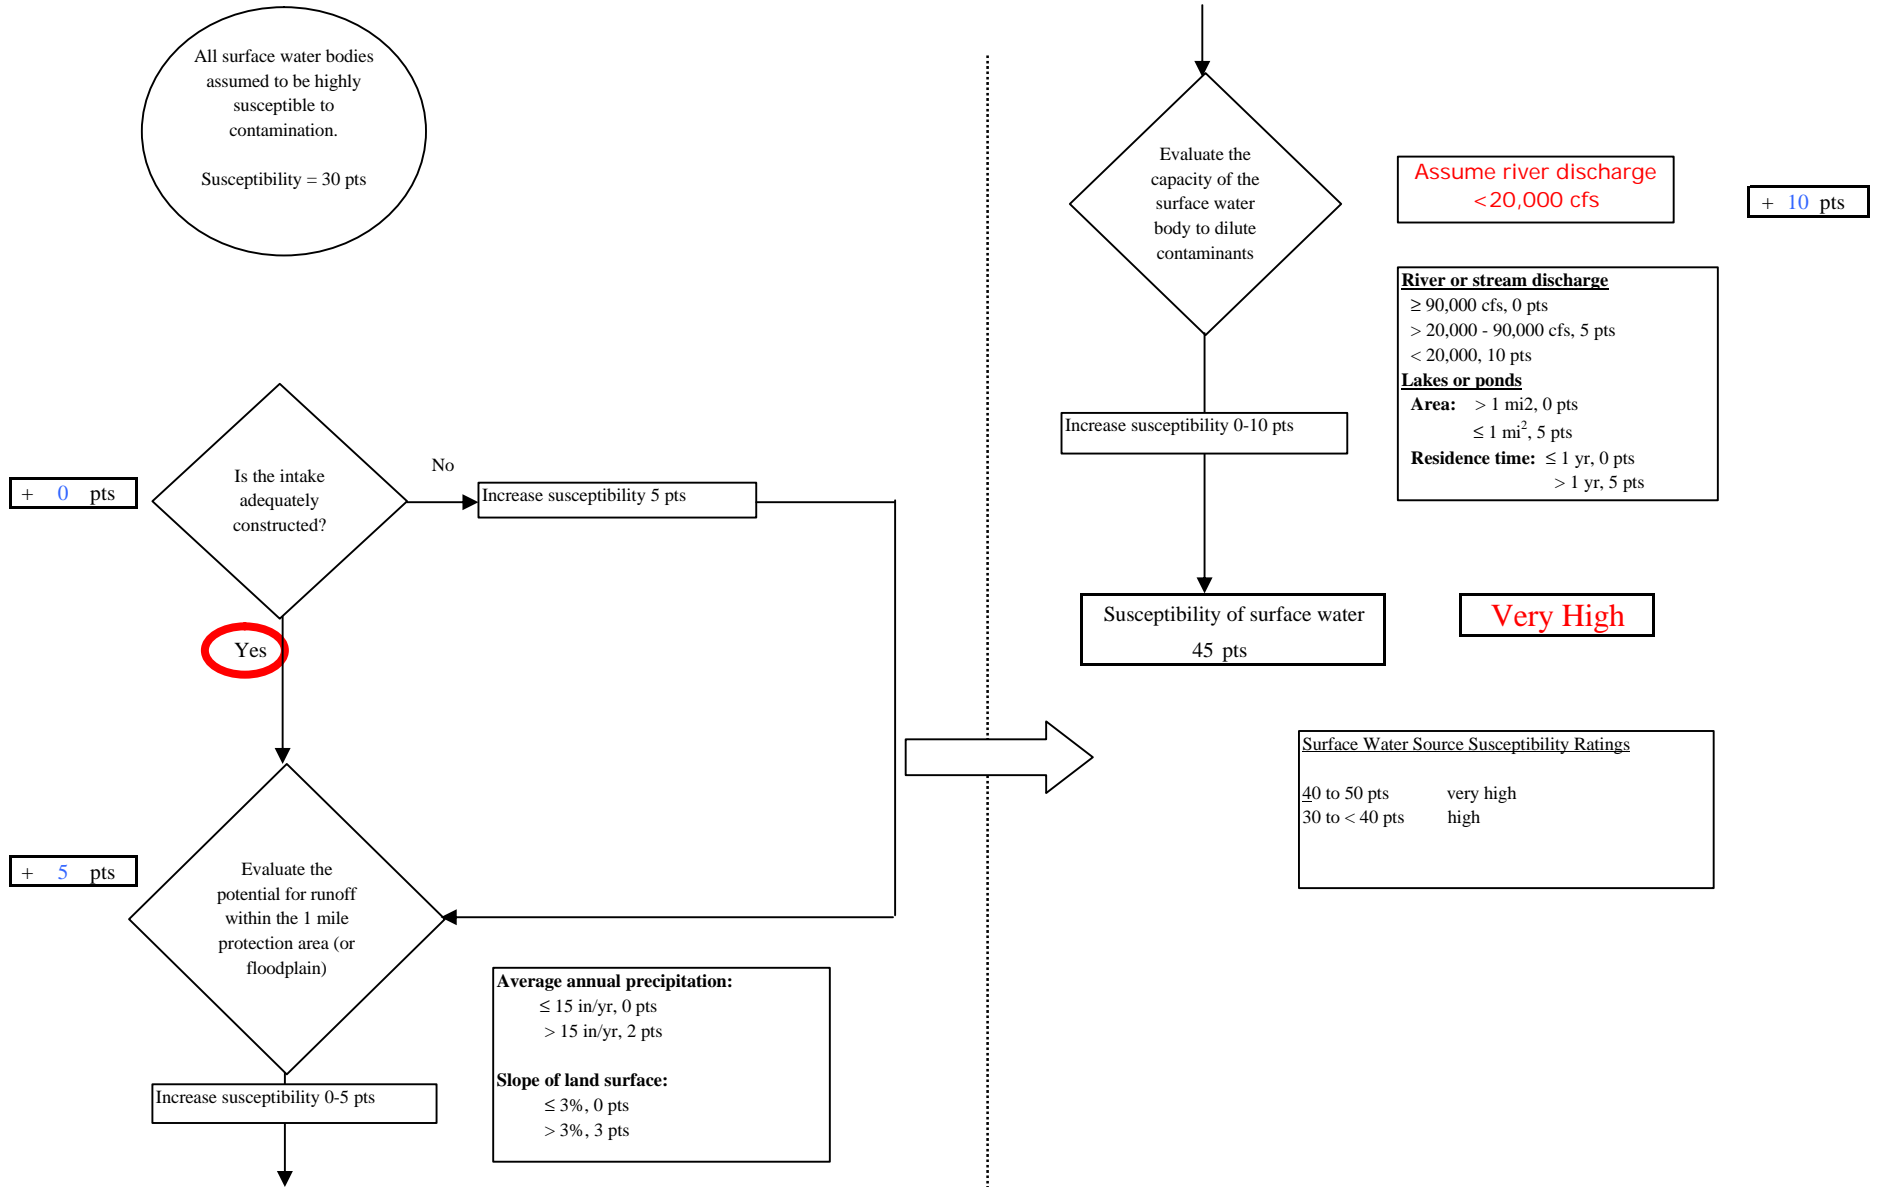 All surface water bodies
assumed to be highly
susceptible to
contamination.
Susceptibility = 30 pts
+ 0 pts
Is the intake
adequately
constructed?
No
Increase susceptibility 5 pts
Yes
+ 5 pts
Evaluate the
potential for runoff
within the 1 mile
protection area (or
floodplain)
Average annual precipitation:
≤ 15 in/yr, 0 pts
> 15 in/yr, 2 pts
Slope of land surface:
≤ 3%, 0 pts
> 3%, 3 pts
Increase susceptibility 0-5 pts
Evaluate the
capacity of the
surface water
body to dilute
contaminants
Assume river discharge
<20,000 cfs
+ 10 pts
River or stream discharge
≥ 90,000 cfs, 0 pts
> 20,000 - 90,000 cfs, 5 pts
< 20,000, 10 pts
Lakes or ponds
Area: > 1 mi2, 0 pts
≤ 1 mi², 5 pts
Residence time: ≤ 1 yr, 0 pts
> 1 yr, 5 pts
Increase susceptibility 0-10 pts
Susceptibility of surface water
45 pts
Very High
Surface Water Source Susceptibility Ratings
40 to 50 pts very high
30 to < 40 pts high